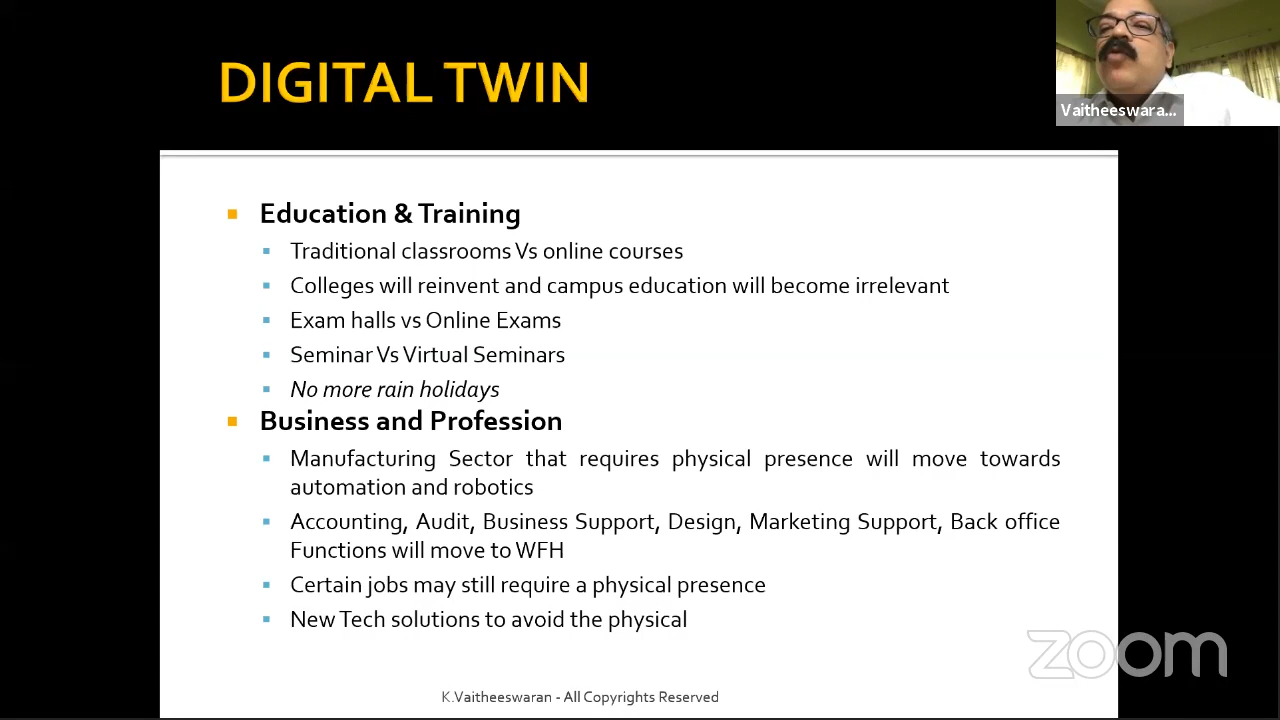 DIGITAL TWIN
Vaitheeswara...
Education & Training
Traditional classrooms Vs online courses
Colleges will reinvent and campus education will become irrelevant
Exam halls vs Online Exams
Seminar Vs Virtual Seminars
No more rain holidays
Business and Profession
Manufacturing Sector that requires physical presence will move towards
automation and robotics
Accounting, Audit, Business Support, Design, Marketing Support, Back office
Functions will move to WFH
Certain jobs may still require a physical presence
New Tech solutions to avoid the physical
zoom
K.Vaitheeswaran - All Copyrights Reserved